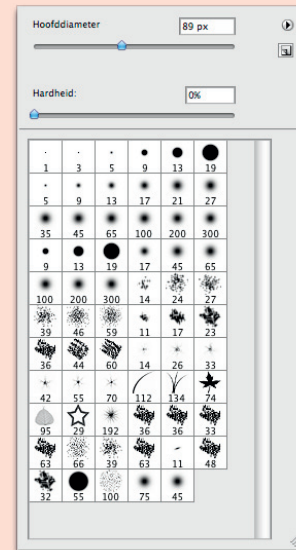 Hoofddiameter 89 px
Hardheid: 0%
1 3 5 9 13 19
5 9 13 17 21 27
35 45 65 100 200 300
9 13 19 17 45 65
100 200 300 14 24 27
39 46 59 11 17 23
36 44 60 14 26 33
42 55 70 112 134 74
95 29 192 36 36 33
63 66 39 63 11 48
32 55 100 75 45